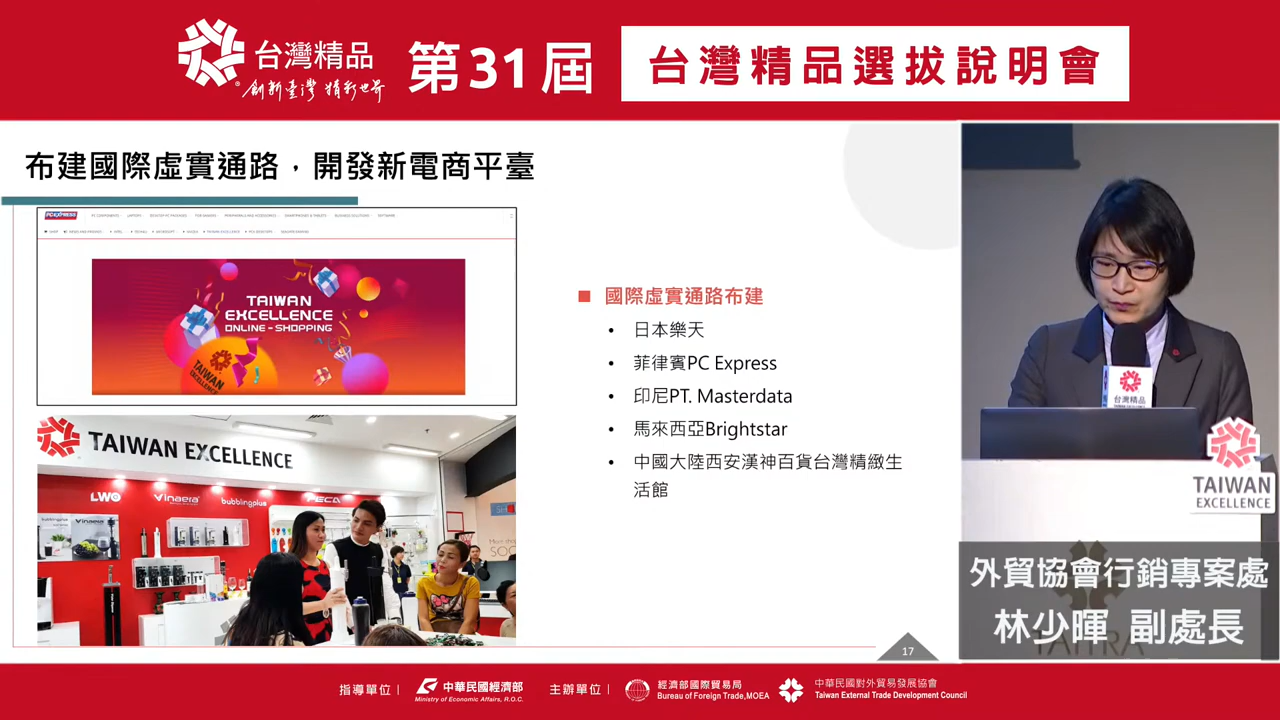 台灣精品
創新臺灣 精彩世界
第31屆
台灣精品選拔說明會
布建國際虛實通路，開發新電商平臺
PC EXPRESS
TAIWAN
EXCELLENCE
ONLINE-SHOPPING
TAIWAN
EXCELLENCE
TAIWAN EXCELLENCE
LWO
Vinaera
bubblingplus
FECA
bubblingplus
Vinaera
■ 國際虛實通路布建
• 日本樂天
• 菲律賓PC Express
• 印尼PT. Masterdata
• 馬來西亞Brightstar
• 中國大陸西安漢神百貨台灣精緻生
活館
17
台灣精品
TAIWAN
EXCELLENCE
外貿協會行銷專案處
林少暉 副處長
指導單位 |
中華民國經濟部
Ministry of Economic Affairs, R.O.C.
主辦單位 |
經濟部國際貿易局
Bureau of Foreign Trade,MOEA
中華民國對外貿易發展協會
Taiwan External Trade Development Council